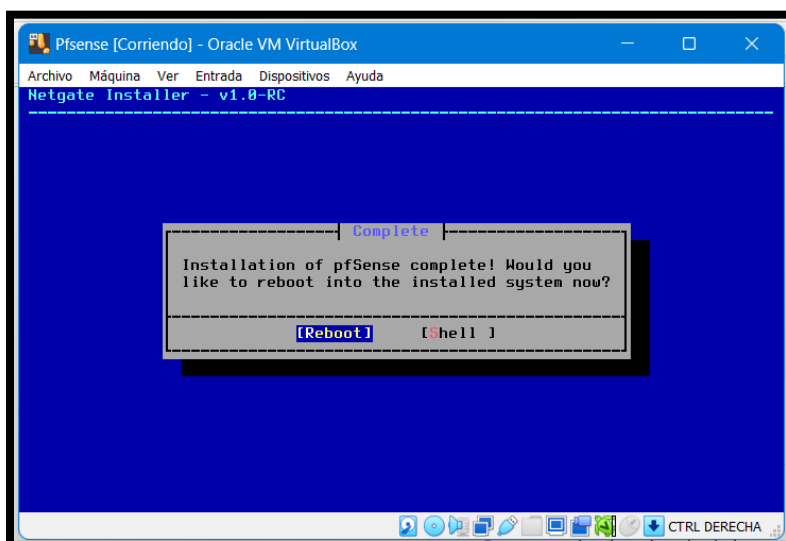 Pfsense [Corriendo] - Oracle VM VirtualBox
Archivo Máquina Ver Entrada Dispositivos Ayuda
Netgate Installer - v1.0-RC
Complete
Installation of pfSense complete! Would you
like to reboot into the installed system now?
[Reboot] [Shell ]
CTRL DERECHA